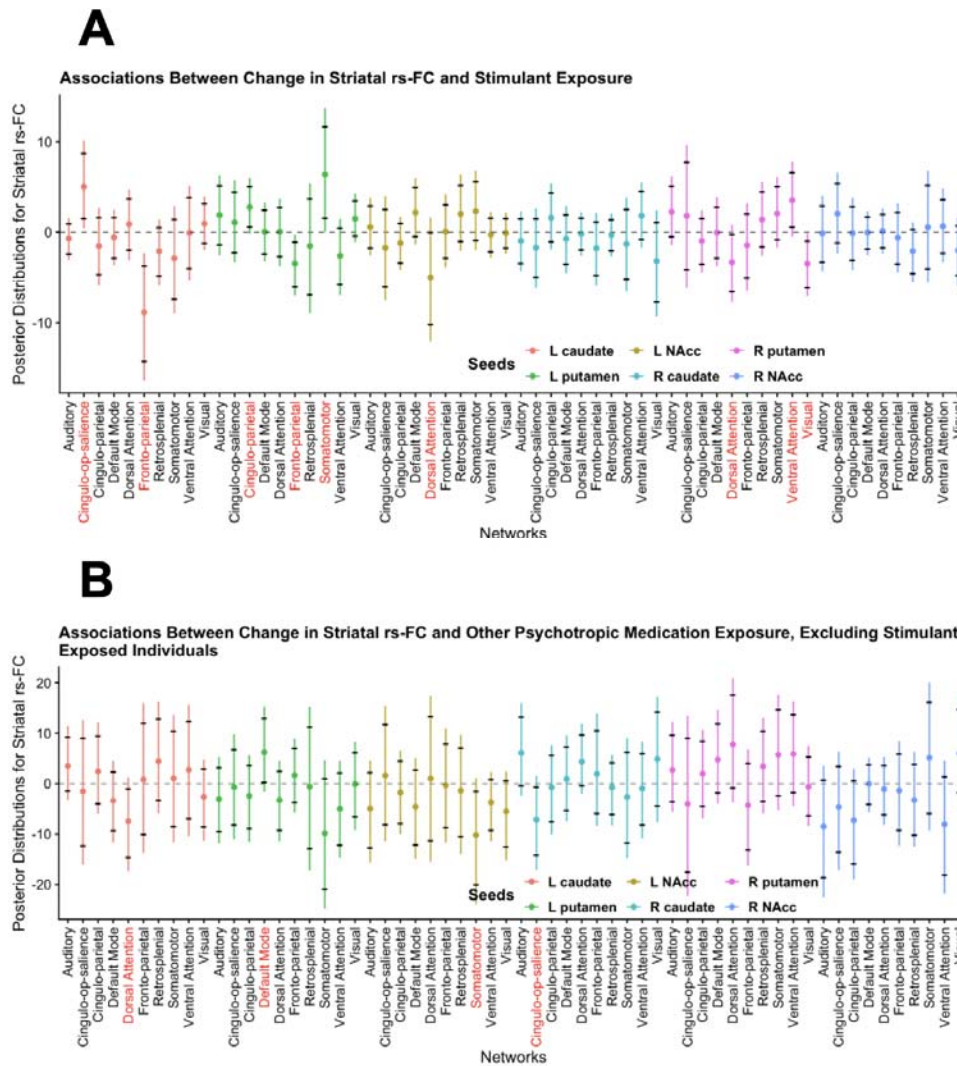 A
Associations Between Change in Striatal rs-FC and Stimulant Exposure
Posterior Distributions for Striatal rs-FC
10
0
-10
Seeds
L caudate
L NAcc
R putamen
L putamen
R caudate
R NAcc
Auditory
Cingulo-op-salience
Cingulo-parietal
Default Mode
Dorsal Attention
Fronto-parietal
Retrosplenial
Somatomotor
Ventral Attention
Visual
Auditory
Cingulo-op-salience
Cingulo-parietal
Default Mode
Dorsal Attention
Fronto-parietal
Retrosplenial
Somatomotor
Ventral Attention
Visual
Auditory
Cingulo-op-salience
Cingulo-parietal
Default Mode
Dorsal Attention
Fronto-parietal
Retrosplenial
Somatomotor
Ventral Attention
Visual
Auditory
Cingulo-op-salience
Cingulo-parietal
Default Mode
Dorsal Attention
Fronto-parietal
Retrosplenial
Somatomotor
Ventral Attention
Visual
Auditory
Cingulo-op-salience
Cingulo-parietal
Default Mode
Dorsal Attention
Fronto-parietal
Retrosplenial
Somatomotor
Ventral Attention
Visual
Auditory
Cingulo-op-salience
Cingulo-parietal
Default Mode
Dorsal Attention
Fronto-parietal
Retrosplenial
Somatomotor
Ventral Attention
Networks
B
Associations Between Change in Striatal rs-FC and Other Psychotropic Medication Exposure, Excluding Stimulant
Exposed Individuals
Posterior Distributions for Striatal rs-FC
20
10
0
-10
-20
Seeds
L caudate
L NAcc
R putamen
L putamen
R caudate
R NAcc
Auditory
Cingulo-op-salience
Cingulo-parietal
Default Mode
Dorsal Attention
Fronto-parietal
Retrosplenial
Somatomotor
Ventral Attention
Visual
Auditory
Cingulo-op-salience
Cingulo-parietal
Default Mode
Dorsal Attention
Fronto-parietal
Retrosplenial
Somatomotor
Ventral Attention
Visual
Auditory
Cingulo-op-salience
Cingulo-parietal
Default Mode
Dorsal Attention
Fronto-parietal
Retrosplenial
Somatomotor
Ventral Attention
Visual
Auditory
Cingulo-op-salience
Cingulo-parietal
Default Mode
Dorsal Attention
Fronto-parietal
Retrosplenial
Somatomotor
Ventral Attention
Visual
Auditory
Cingulo-op-salience
Cingulo-parietal
Default Mode
Dorsal Attention
Fronto-parietal
Retrosplenial
Somatomotor
Ventral Attention
Visual
Auditory
Cingulo-op-salience
Cingulo-parietal
Default Mode
Dorsal Attention
Fronto-parietal
Retrosplenial
Somatomotor
Ventral Attention
Networks